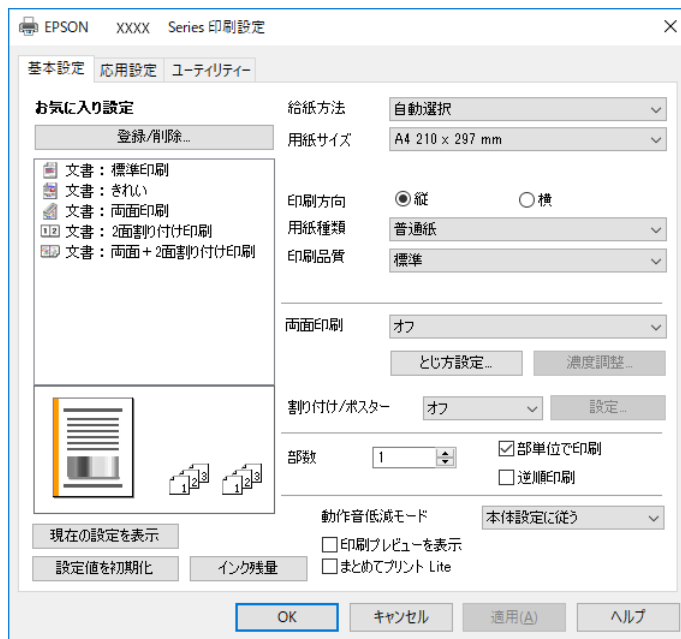 EPSON XXXX Series 印刷設定
基本設定 応用設定 ユーティリティー
お気に入り設定
登録/削除...
文書：標準印刷
文書：きれい
文書：両面印刷
文書：2面割り付け印刷
文書：両面＋2面割り付け印刷
現在の設定を表示
設定値を初期化 インク残量
給紙方法 自動選択
用紙サイズ A4 210 x 297 mm
印刷方向 縦 横
用紙種類 普通紙
印刷品質 標準
両面印刷 オフ
とじ方設定... 濃度調整...
割り付け/ポスター オフ 設定...
部数 1 部単位で印刷
逆順印刷
動作音低減モード 本体設定に従う
印刷プレビューを表示
まとめてプリント Lite
1 2 3 1 2 3
OK キャンセル 適用(A) ヘルプ